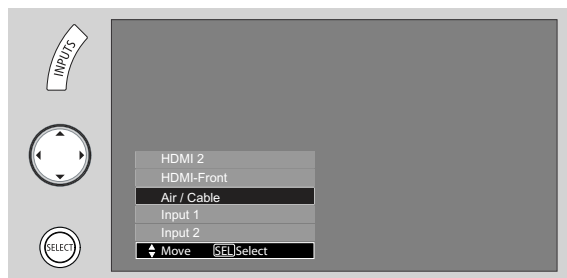 INPUTS
SELECT
HDMI 2
HDMI-Front
Air / Cable
Input 1
Input 2
Move SEL Select